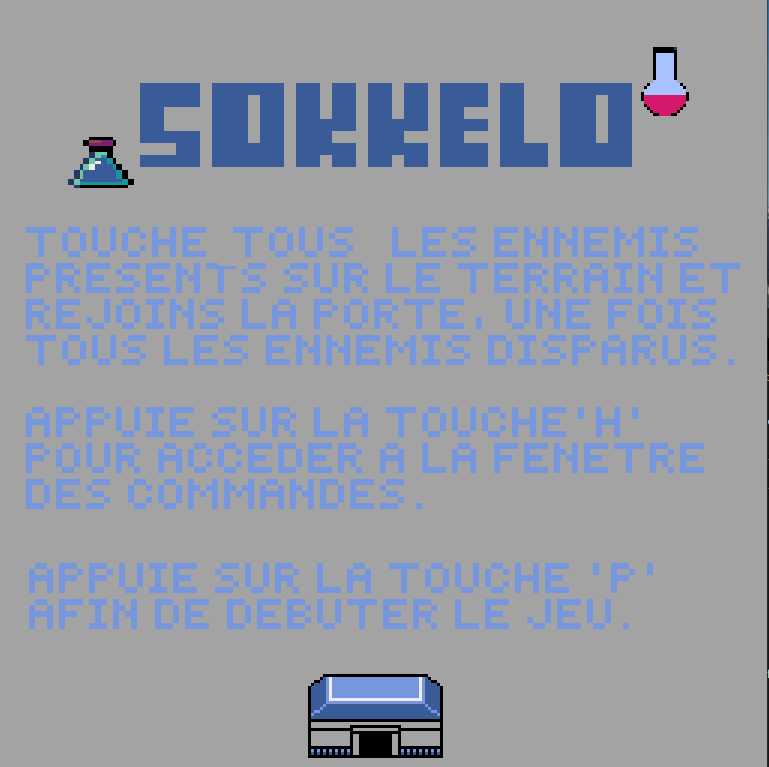 SOKKELO
TOUCHE TOUS LES ENNEMIS
PRESENTS SUR LE TERRAIN ET
REJOINS LA PORTE, UNE FOIS
TOUS LES ENNEMIS DISPARUS.
APPUIE SUR LA TOUCHE'H'
POUR ACCEDER A LA FENETRE
DES COMMANDES.
APPUIE SUR LA TOUCHE 'P'
AFIN DE DEBUTER LE JEU.